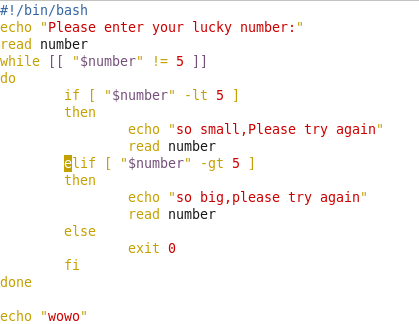 #!/bin/bash
echo "Please enter your lucky number:"
read number
while [[ "$number" != 5 ]]
do
        if [ "$number" -lt 5 ]
        then
                echo "so small,Please try again"
                read number
        elif [ "$number" -gt 5 ]
        then
                echo "so big,please try again"
                read number
        else
                exit 0
        fi
done

echo "wowo"